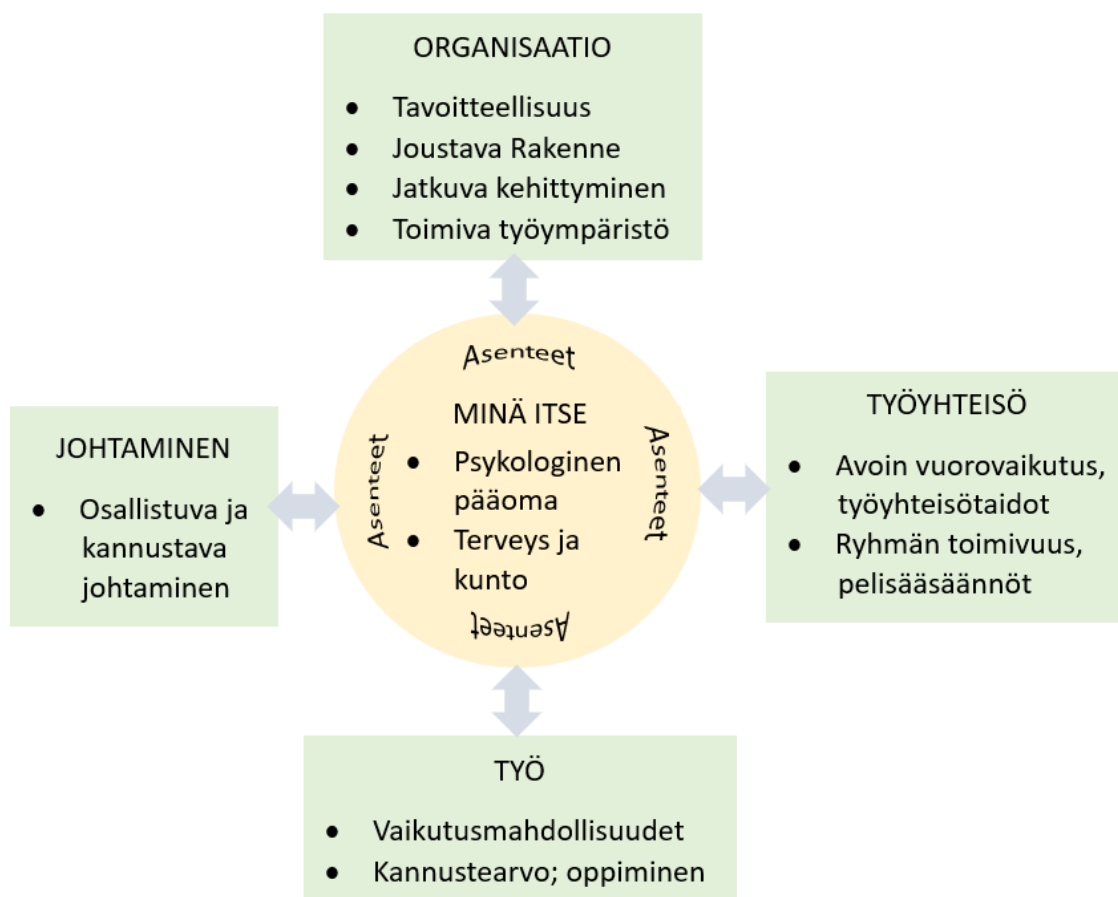 ORGANISAATIO
• Tavoitteellisuus
• Joustava Rakenne
• Jatkuva kehittyminen
• Toimiva työympäristö
Asenteet
JOHTAMINEN
• Osallistuva ja
kannustava
johtaminen
Asenteet
MINÄ ITSE
• Psykologinen
pääoma
• Terveys ja
kunto
Asenteet
Asenteet
TYÖYHTEISÖ
• Avoin vuorovaikutus,
työyhteisötaidot
• Ryhmän toimivuus,
pelisääsäännöt
TYÖ
• Vaikutusmahdollisuudet
• Kannustearvo; oppiminen